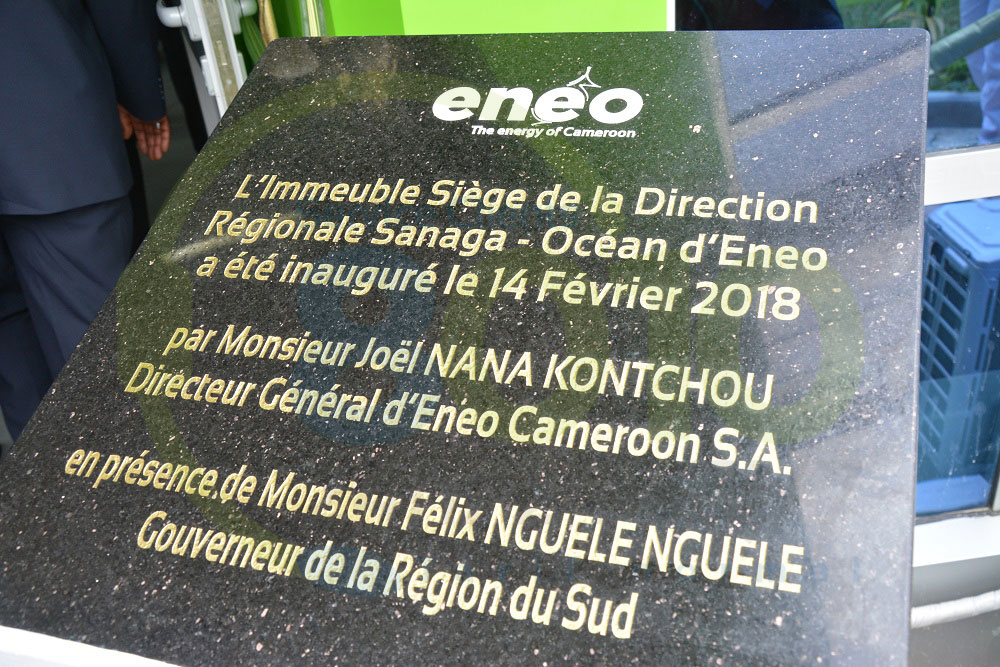 eneo
The energy of Cameroon
L'Immeuble Siège de la Direction
Régionale Sanaga - Océan d'Eneo
a été inauguré le 14 Février 2018
par Monsieur Joël NANA KONTCHOU
Directeur Général d'Eneo Cameroon S.A.
en présence de Monsieur Félix NGUELE NGUELE
Gouverneur de la Région du Sud